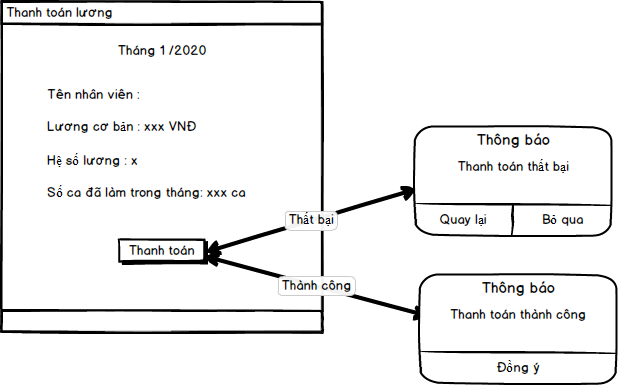 Thanh toán lương
Tháng 1/2020
Tên nhân viên :
Lương cơ bản : xxx VNĐ
Hệ số lương : x
Số ca đã làm trong tháng: xxx ca
Thanh toán
Thất bại
Thông báo
Thanh toán thất bại
Quay lại
Bỏ qua
Thành công
Thông báo
Thanh toán thành công
Đồng ý